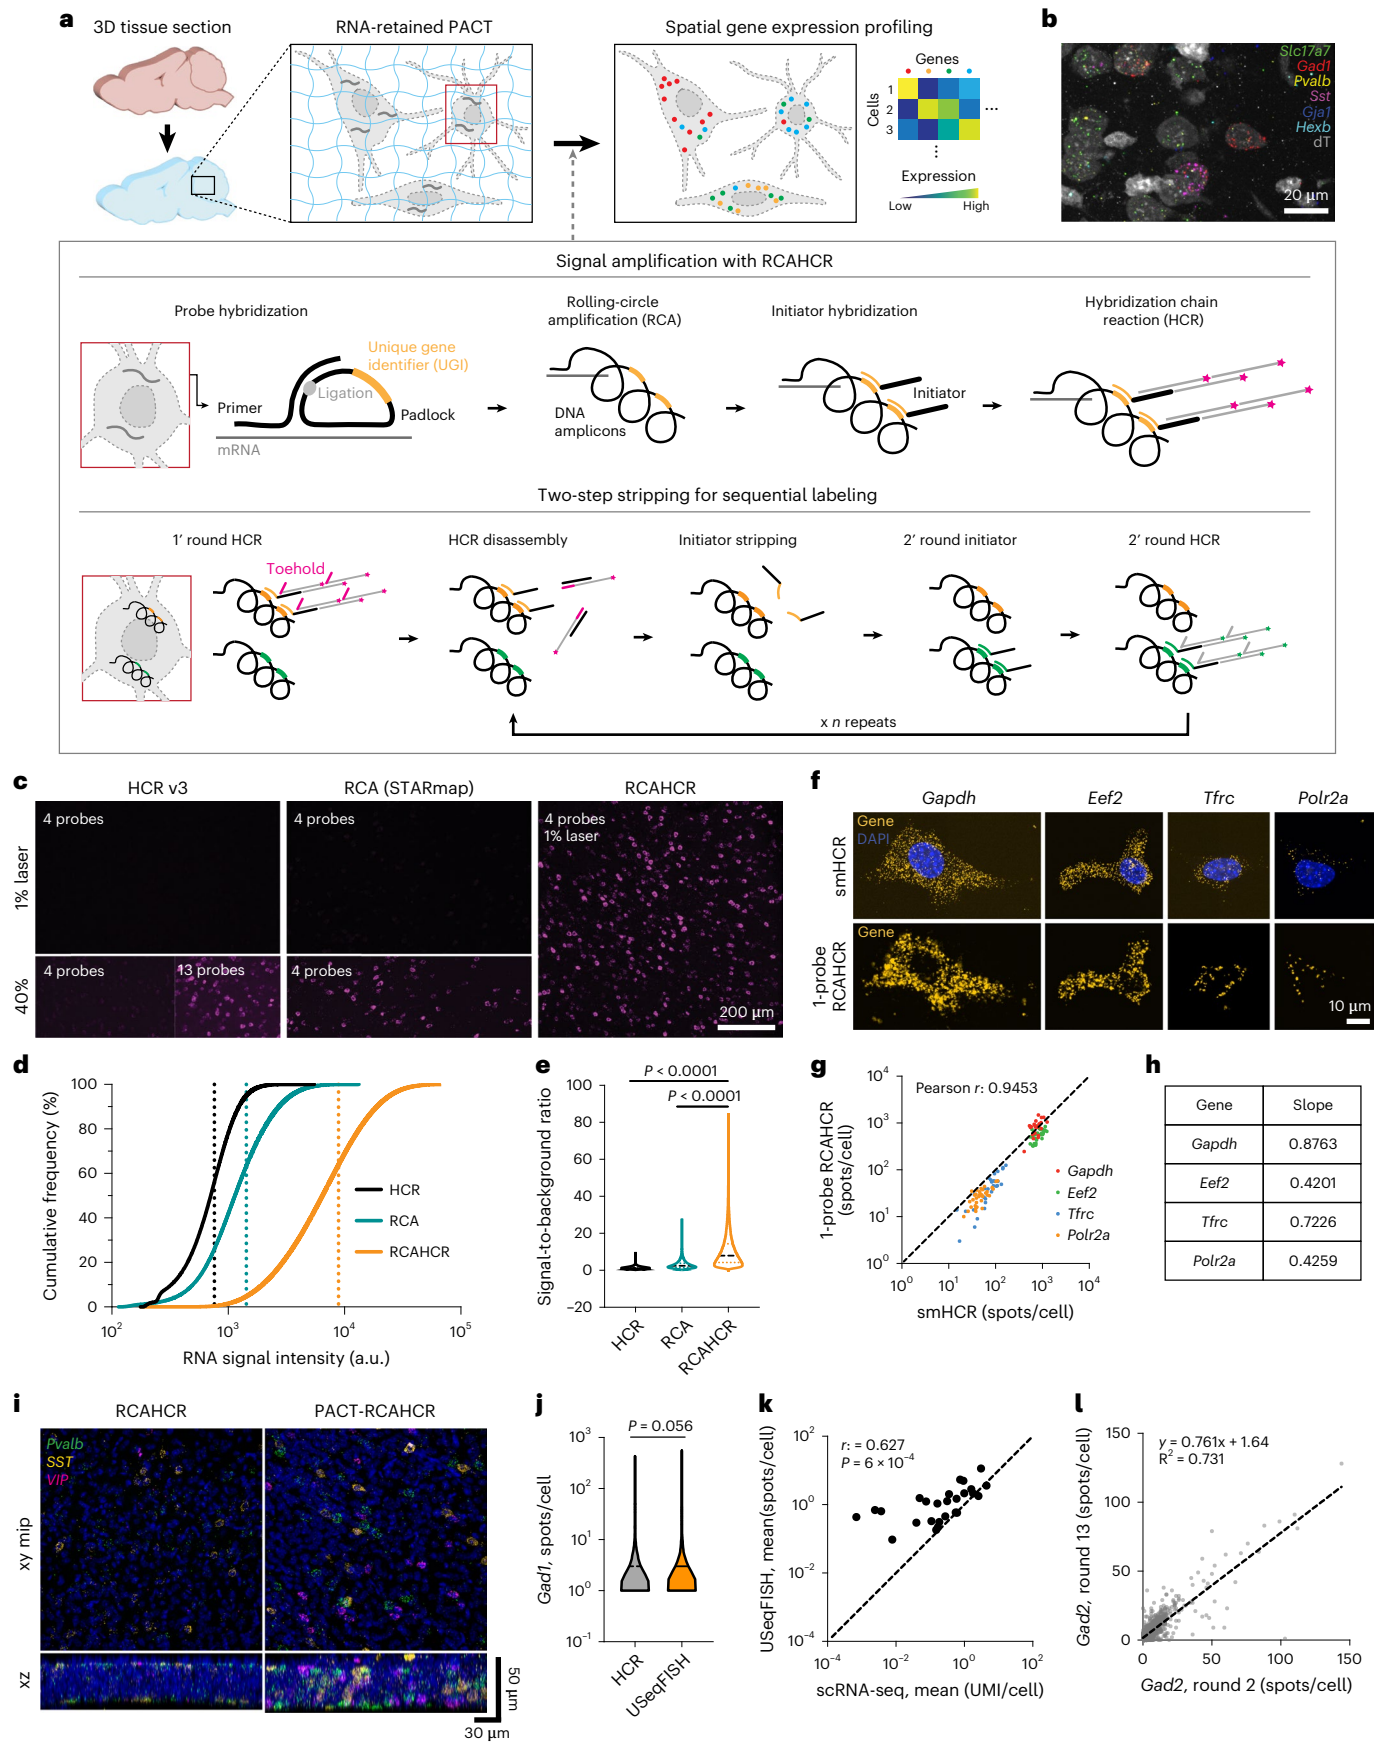 a
3D tissue section
RNA-retained PACT
Spatial gene expression profiling
Genes
Cells
1
2
3
...
Expression
Low
High
b
Slc17a7
Gad1
Pvalb
Sst
Gja1
Hexb
dT
20 µm
Signal amplification with RCAHCR
Probe hybridization
Rolling-circle
amplification (RCA)
Initiator hybridization
Hybridization chain
reaction (HCR)
Unique gene
identifier (UGI)
Ligation
Primer
Padlock
mRNA
DNA
amplicons
Initiator
Two-step stripping for sequential labeling
1′ round HCR
HCR disassembly
Initiator stripping
2′ round initiator
2′ round HCR
Toehold
x n repeats
c
HCR v3
RCA (STARmap)
RCAHCR
1% laser
4 probes
4 probes
4 probes
1% laser
40%
4 probes
13 probes
4 probes
200 µm
f
Gapdh
Eef2
Tfrc
Polr2a
smHCR
Gene
DAPI
1-probe
RCAHCR
Gene
10 µm
d
Cumulative frequency (%)
100
80
60
40
20
0
10²
10³
10⁴
10⁵
RNA signal intensity (a.u.)
HCR
RCA
RCAHCR
e
Signal-to-background ratio
P < 0.0001
P < 0.0001
100
80
60
40
20
0
−20
HCR
RCA
RCAHCR
g
1-probe RCAHCR
(spots/cell)
Pearson r: 0.9453
10⁴
10³
10²
10¹
10⁰
10⁰
10¹
10²
10³
10⁴
smHCR (spots/cell)
Gapdh
Eef2
Tfrc
Polr2a
h
Gene Slope
Gapdh 0.8763
Eef2 0.4201
Tfrc 0.7226
Polr2a 0.4259
i
RCAHCR
PACT-RCAHCR
xy mip
Pvalb
SST
VIP
xz
50 µm
30 µm
j
Gad1, spots/cell
P = 0.056
10³
10²
10¹
10⁰
10⁻¹
HCR
USeqFISH
k
USeqFISH, mean(spots/cell)
r: = 0.627
P = 6 × 10⁻⁴
10²
10⁰
10⁻²
10⁻⁴
10⁻⁴
10⁻²
10⁰
10²
scRNA-seq, mean (UMI/cell)
l
Gad2, round 13 (spots/cell)
y = 0.761x + 1.64
R² = 0.731
150
100
50
0
0
50
100
150
Gad2, round 2 (spots/cell)